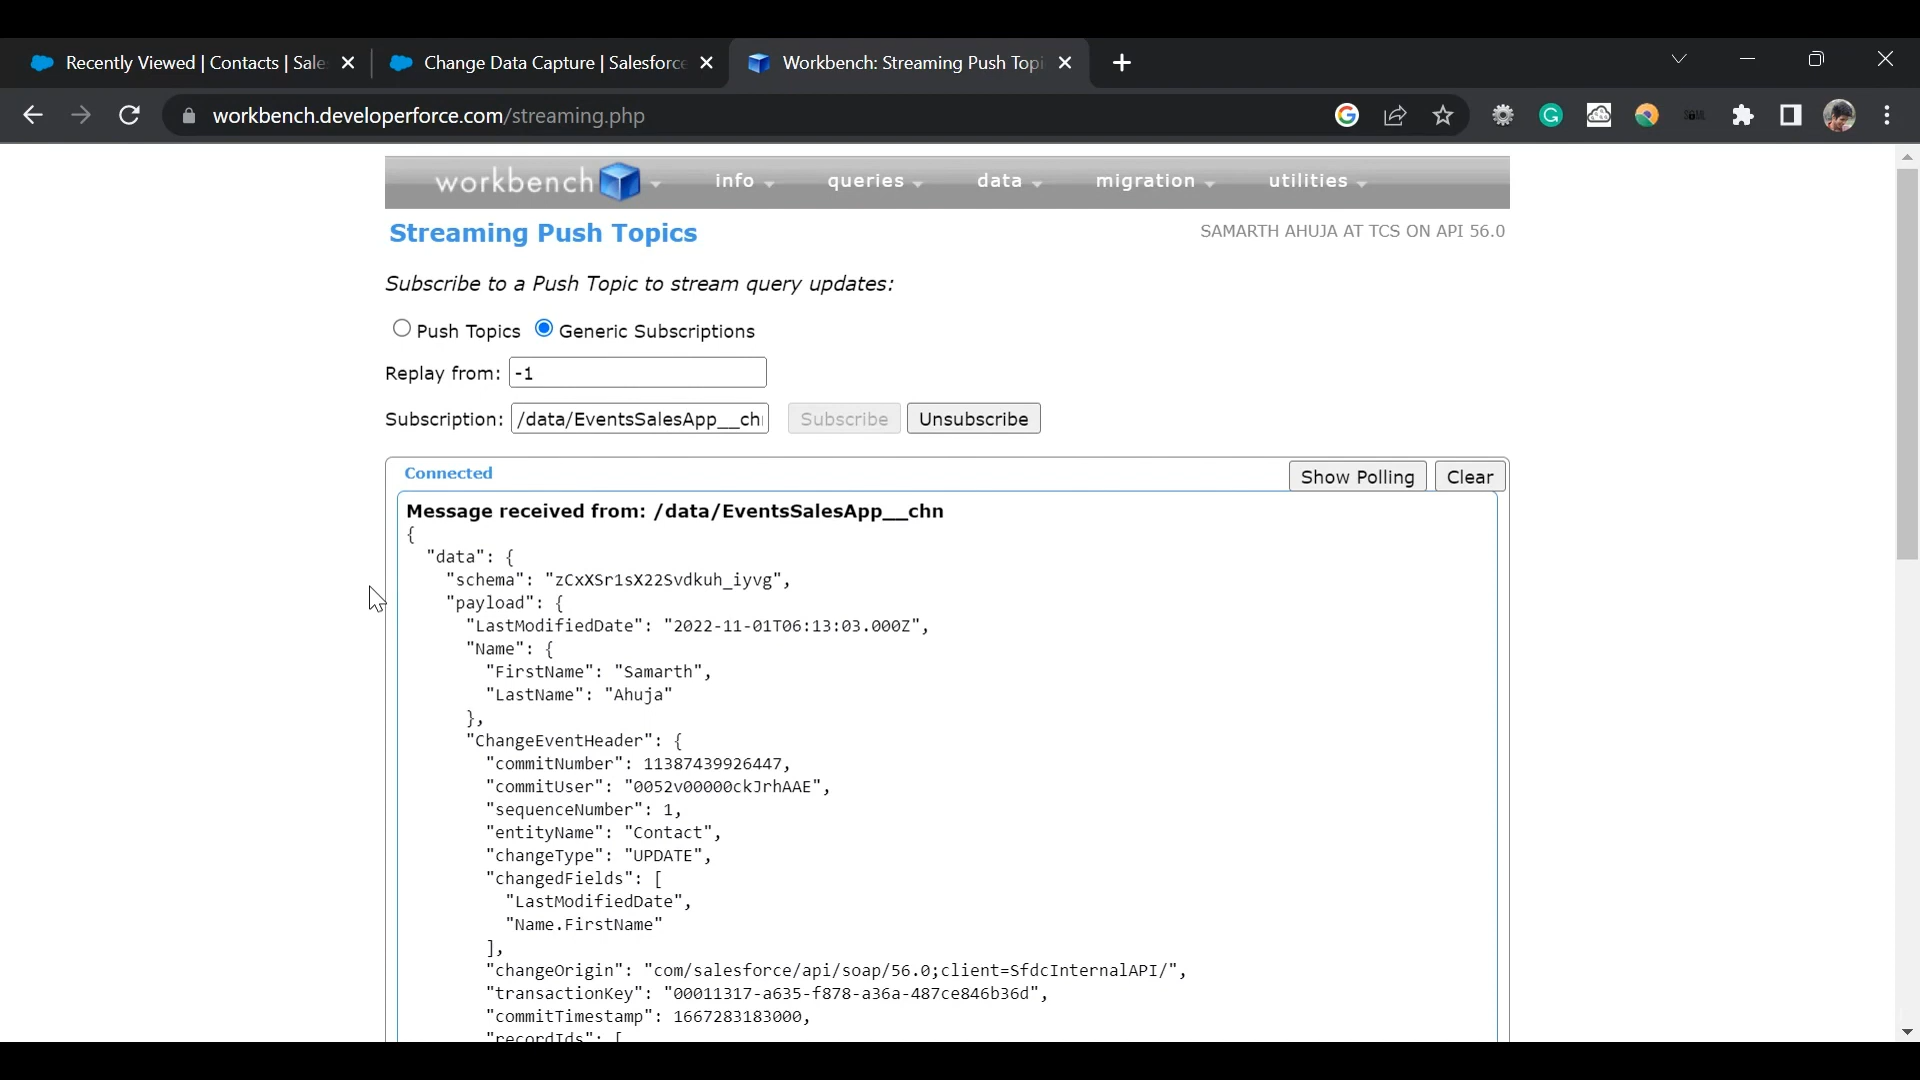 Recently Viewed | Contacts | Sale
Change Data Capture | Salesforce
Workbench: Streaming Push Topi
workbench.developerforce.com/streaming.php
workbench info queries data migration utilities
Streaming Push Topics
SAMARTH AHUJA AT TCS ON API 56.0
Subscribe to a Push Topic to stream query updates:
Push Topics Generic Subscriptions
Replay from: -1
Subscription: /data/EventsSalesApp__ch Subscribe Unsubscribe
Connected Show Polling Clear
Message received from: /data/EventsSalesApp__chn
{
"data": {
"schema": "zCxXSr1sX22Svdkuh_iyvg",
"payload": {
"LastModifiedDate": "2022-11-01T06:13:03.000Z",
"Name": {
"FirstName": "Samarth",
"LastName": "Ahuja"
},
"ChangeEventHeader": {
"commitNumber": 11387439926447,
"commitUser": "0052v00000ckJrhAAE",
"sequenceNumber": 1,
"entityName": "Contact",
"changeType": "UPDATE",
"changedFields": [
"LastModifiedDate",
"Name.FirstName"
],
"changeOrigin": "com/salesforce/api/soap/56.0;client=SfdcInternalAPI/",
"transactionKey": "00011317-a635-f878-a36a-487ce846b36d",
"commitTimestamp": 1667283183000,
"recordIds": [